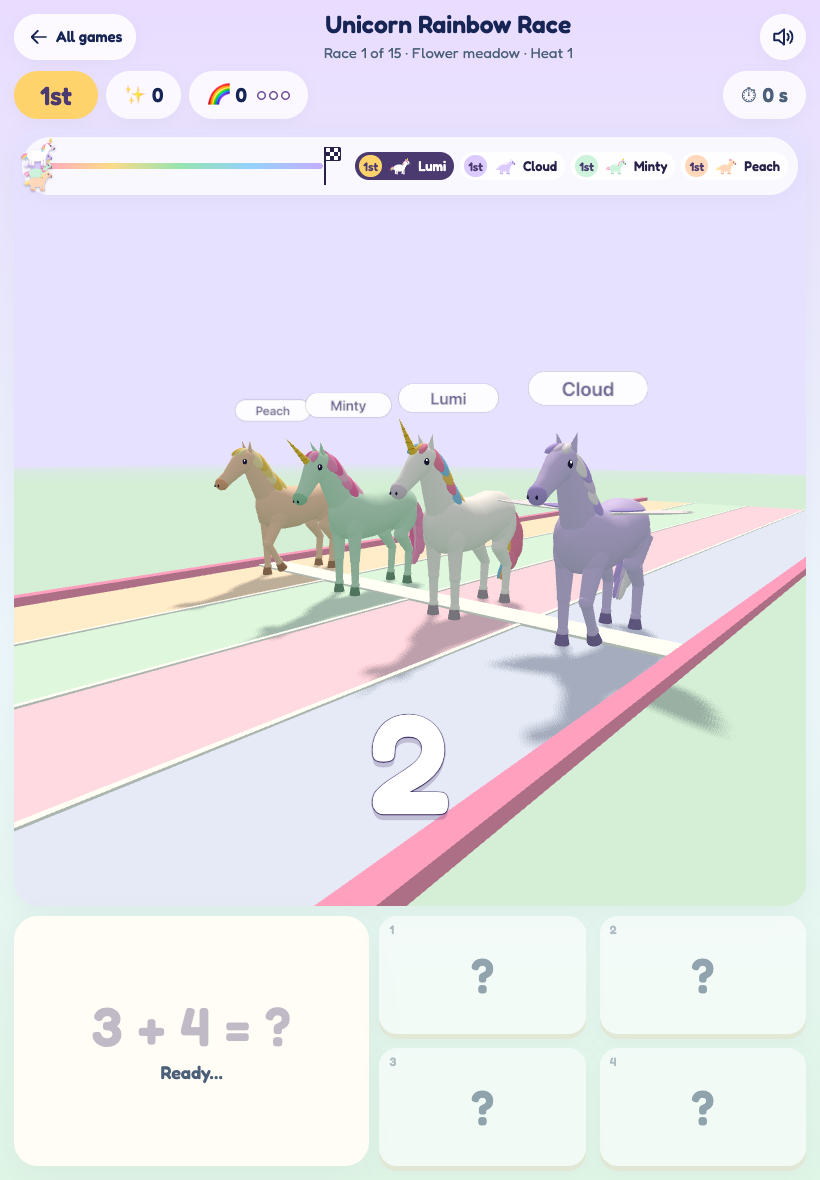 All games
Unicorn Rainbow Race
Race 1 of 15 · Flower meadow · Heat 1
1st
0
0
0 s
1st Lumi
1st Cloud
1st Minty
1st Peach
Peach
Minty
Lumi
Cloud
2
3 + 4 = ?
Ready...
1
?
2
?
3
?
4
?